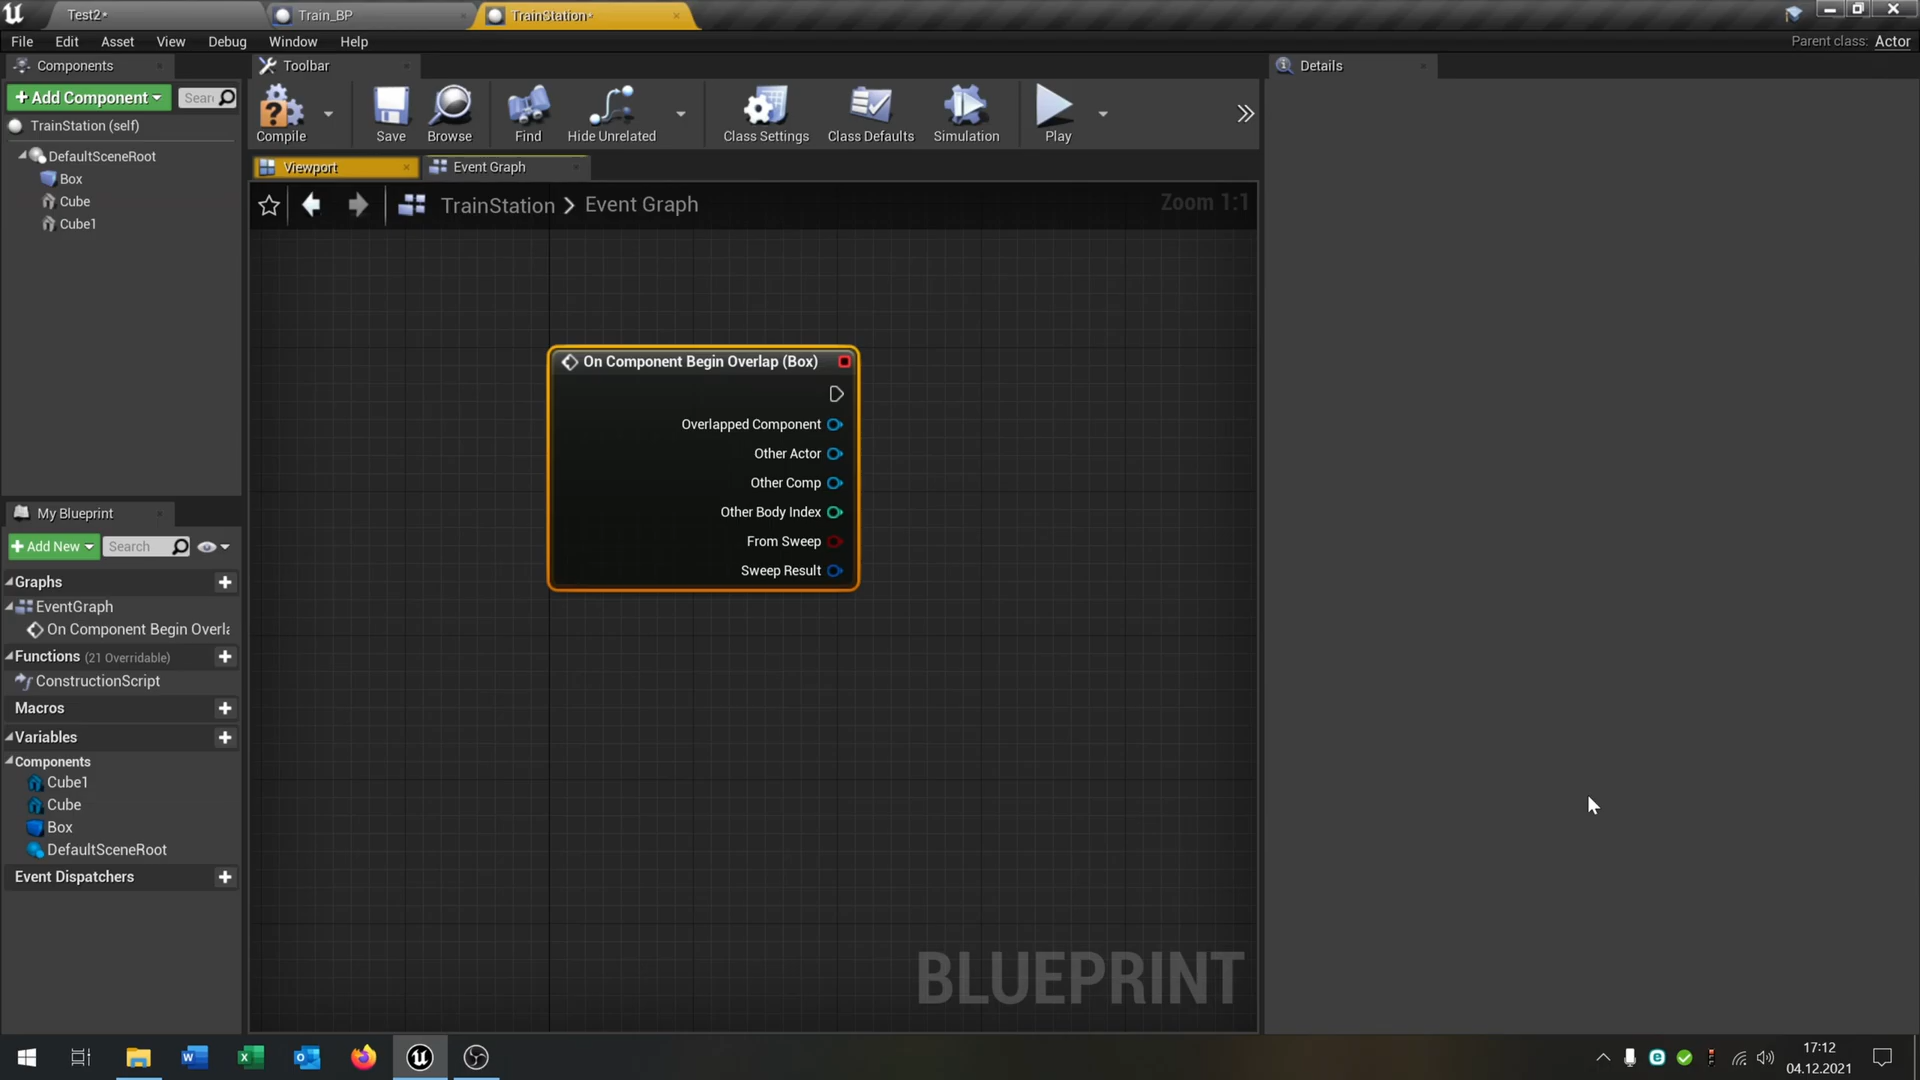 Test2•
Train_BP
TrainStation•
File Edit Asset View Debug Window Help
Parent class: Actor
Components
Toolbar
Details
+ Add Component
Sear
Compile
Save
Browse
Find
Hide Unrelated
Class Settings
Class Defaults
Simulation
Play
TrainStation (self)
DefaultSceneRoot
Box
Cube
Cube1
Viewport
Event Graph
TrainStation > Event Graph
Zoom 1:1
On Component Begin Overlap (Box)
Overlapped Component
Other Actor
Other Comp
Other Body Index
From Sweep
Sweep Result
My Blueprint
+ Add New
Search
Graphs
EventGraph
On Component Begin Overla
Functions (21 Overridable)
ConstructionScript
Macros
Variables
Components
Cube1
Cube
Box
DefaultSceneRoot
Event Dispatchers
BLUEPRINT
17:12
04.12.2021